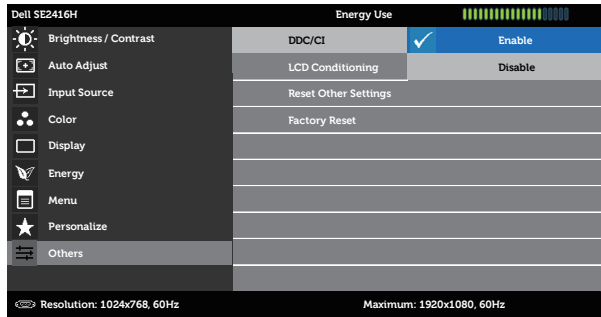 Dell SE2416H Energy Use
Brightness / Contrast DDC/CI Enable
Auto Adjust LCD Conditioning Disable
Input Source Reset Other Settings
Color Factory Reset
Display
Energy
Menu
Personalize
Others
Resolution: 1024x768, 60Hz Maximum: 1920x1080, 60Hz